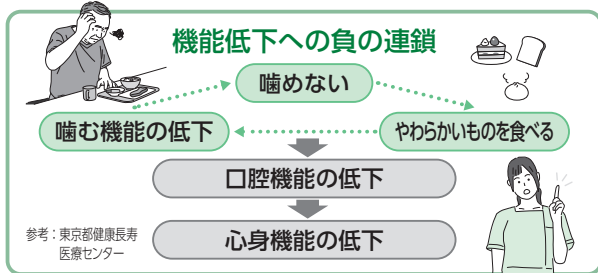 機能低下への負の連鎖
噛めない
噛む機能の低下
やわらかいものを食べる
口腔機能の低下
心身機能の低下
参考:東京都健康長寿
医療センター